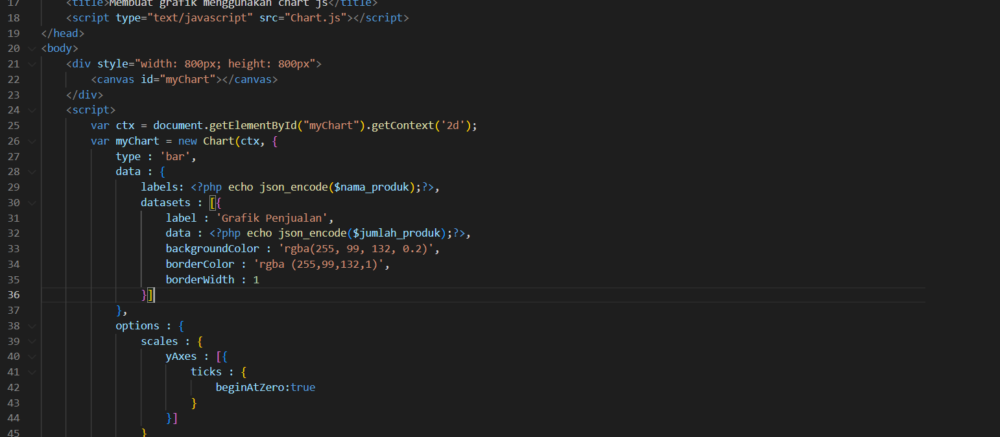 17 <title>Membuat grafik menggunakan chart js</title>
18 <script type="text/javascript" src="Chart.js"></script>
19 </head>
20 <body>
21 <div style="width: 800px; height: 800px">
22 <canvas id="myChart"></canvas>
23 </div>
24 <script>
25 var ctx = document.getElementById("myChart").getContext('2d');
26 var myChart = new Chart(ctx, {
27 type : 'bar',
28 data : {
29 labels: <?php echo json_encode($nama_produk);?>,
30 datasets : [{
31 label : 'Grafik Penjualan',
32 data : <?php echo json_encode($jumlah_produk);?>,
33 backgroundColor : 'rgba(255, 99, 132, 0.2)',
34 borderColor : 'rgba (255,99,132,1)',
35 borderWidth : 1
36 }]
37 },
38 options : {
39 scales : {
40 yAxes : [{
41 ticks : {
42 beginAtZero:true
43 }
44 }]
45 }